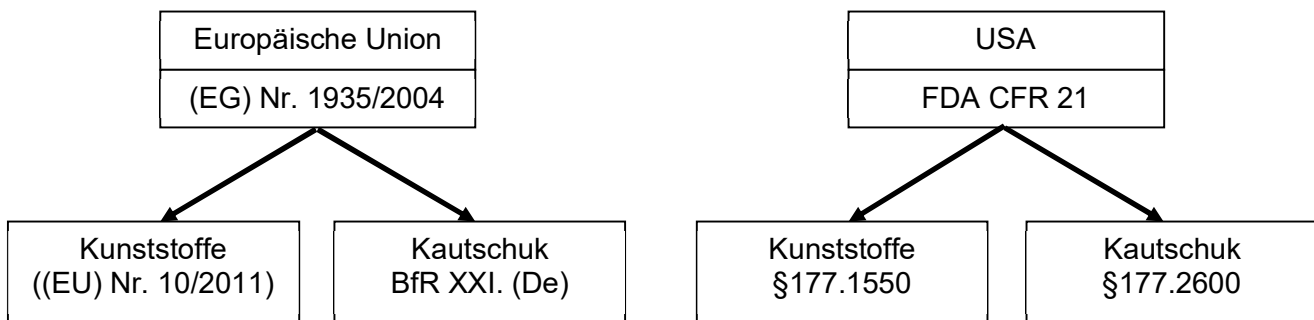 Europäische Union
(EG) Nr. 1935/2004
USA
FDA CFR 21
Kunststoffe
((EU) Nr. 10/2011)
Kautschuk
BfR XXI. (De)
Kunststoffe
§177.1550
Kautschuk
§177.2600